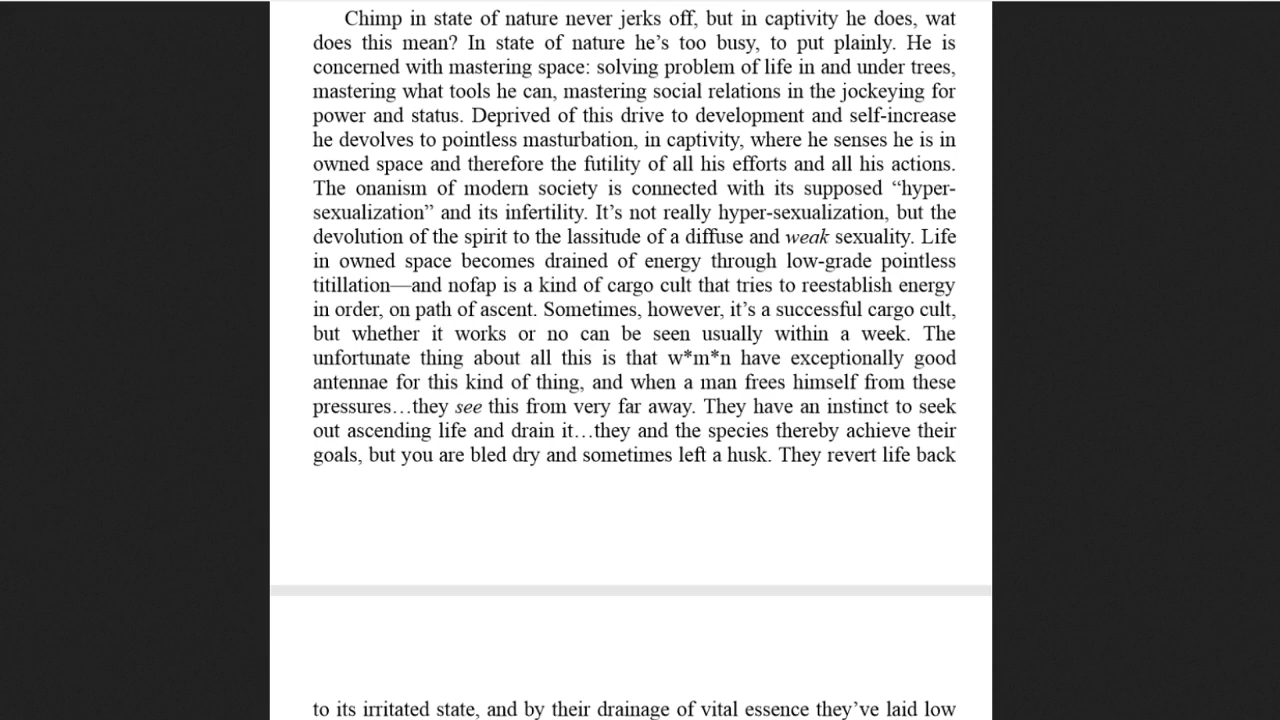 Chimp in state of nature never jerks off, but in captivity he does, wat
does this mean? In state of nature he's too busy, to put plainly. He is
concerned with mastering space: solving problem of life in and under trees,
mastering what tools he can, mastering social relations in the jockeying for
power and status. Deprived of this drive to development and self-increase
he devolves to pointless masturbation, in captivity, where he senses he is in
owned space and therefore the futility of all his efforts and all his actions.
The onanism of modern society is connected with its supposed “hyper-
sexualization” and its infertility. It's not really hyper-sexualization, but the
devolution of the spirit to the lassitude of a diffuse and weak sexuality. Life
in owned space becomes drained of energy through low-grade pointless
titillation—and nofap is a kind of cargo cult that tries to reestablish energy
in order, on path of ascent. Sometimes, however, it's a successful cargo cult,
but whether it works or no can be seen usually within a week. The
unfortunate thing about all this is that w*m*n have exceptionally good
antennae for this kind of thing, and when a man frees himself from these
pressures…they see this from very far away. They have an instinct to seek
out ascending life and drain it…they and the species thereby achieve their
goals, but you are bled dry and sometimes left a husk. They revert life back
to its irritated state, and by their drainage of vital essence they've laid low